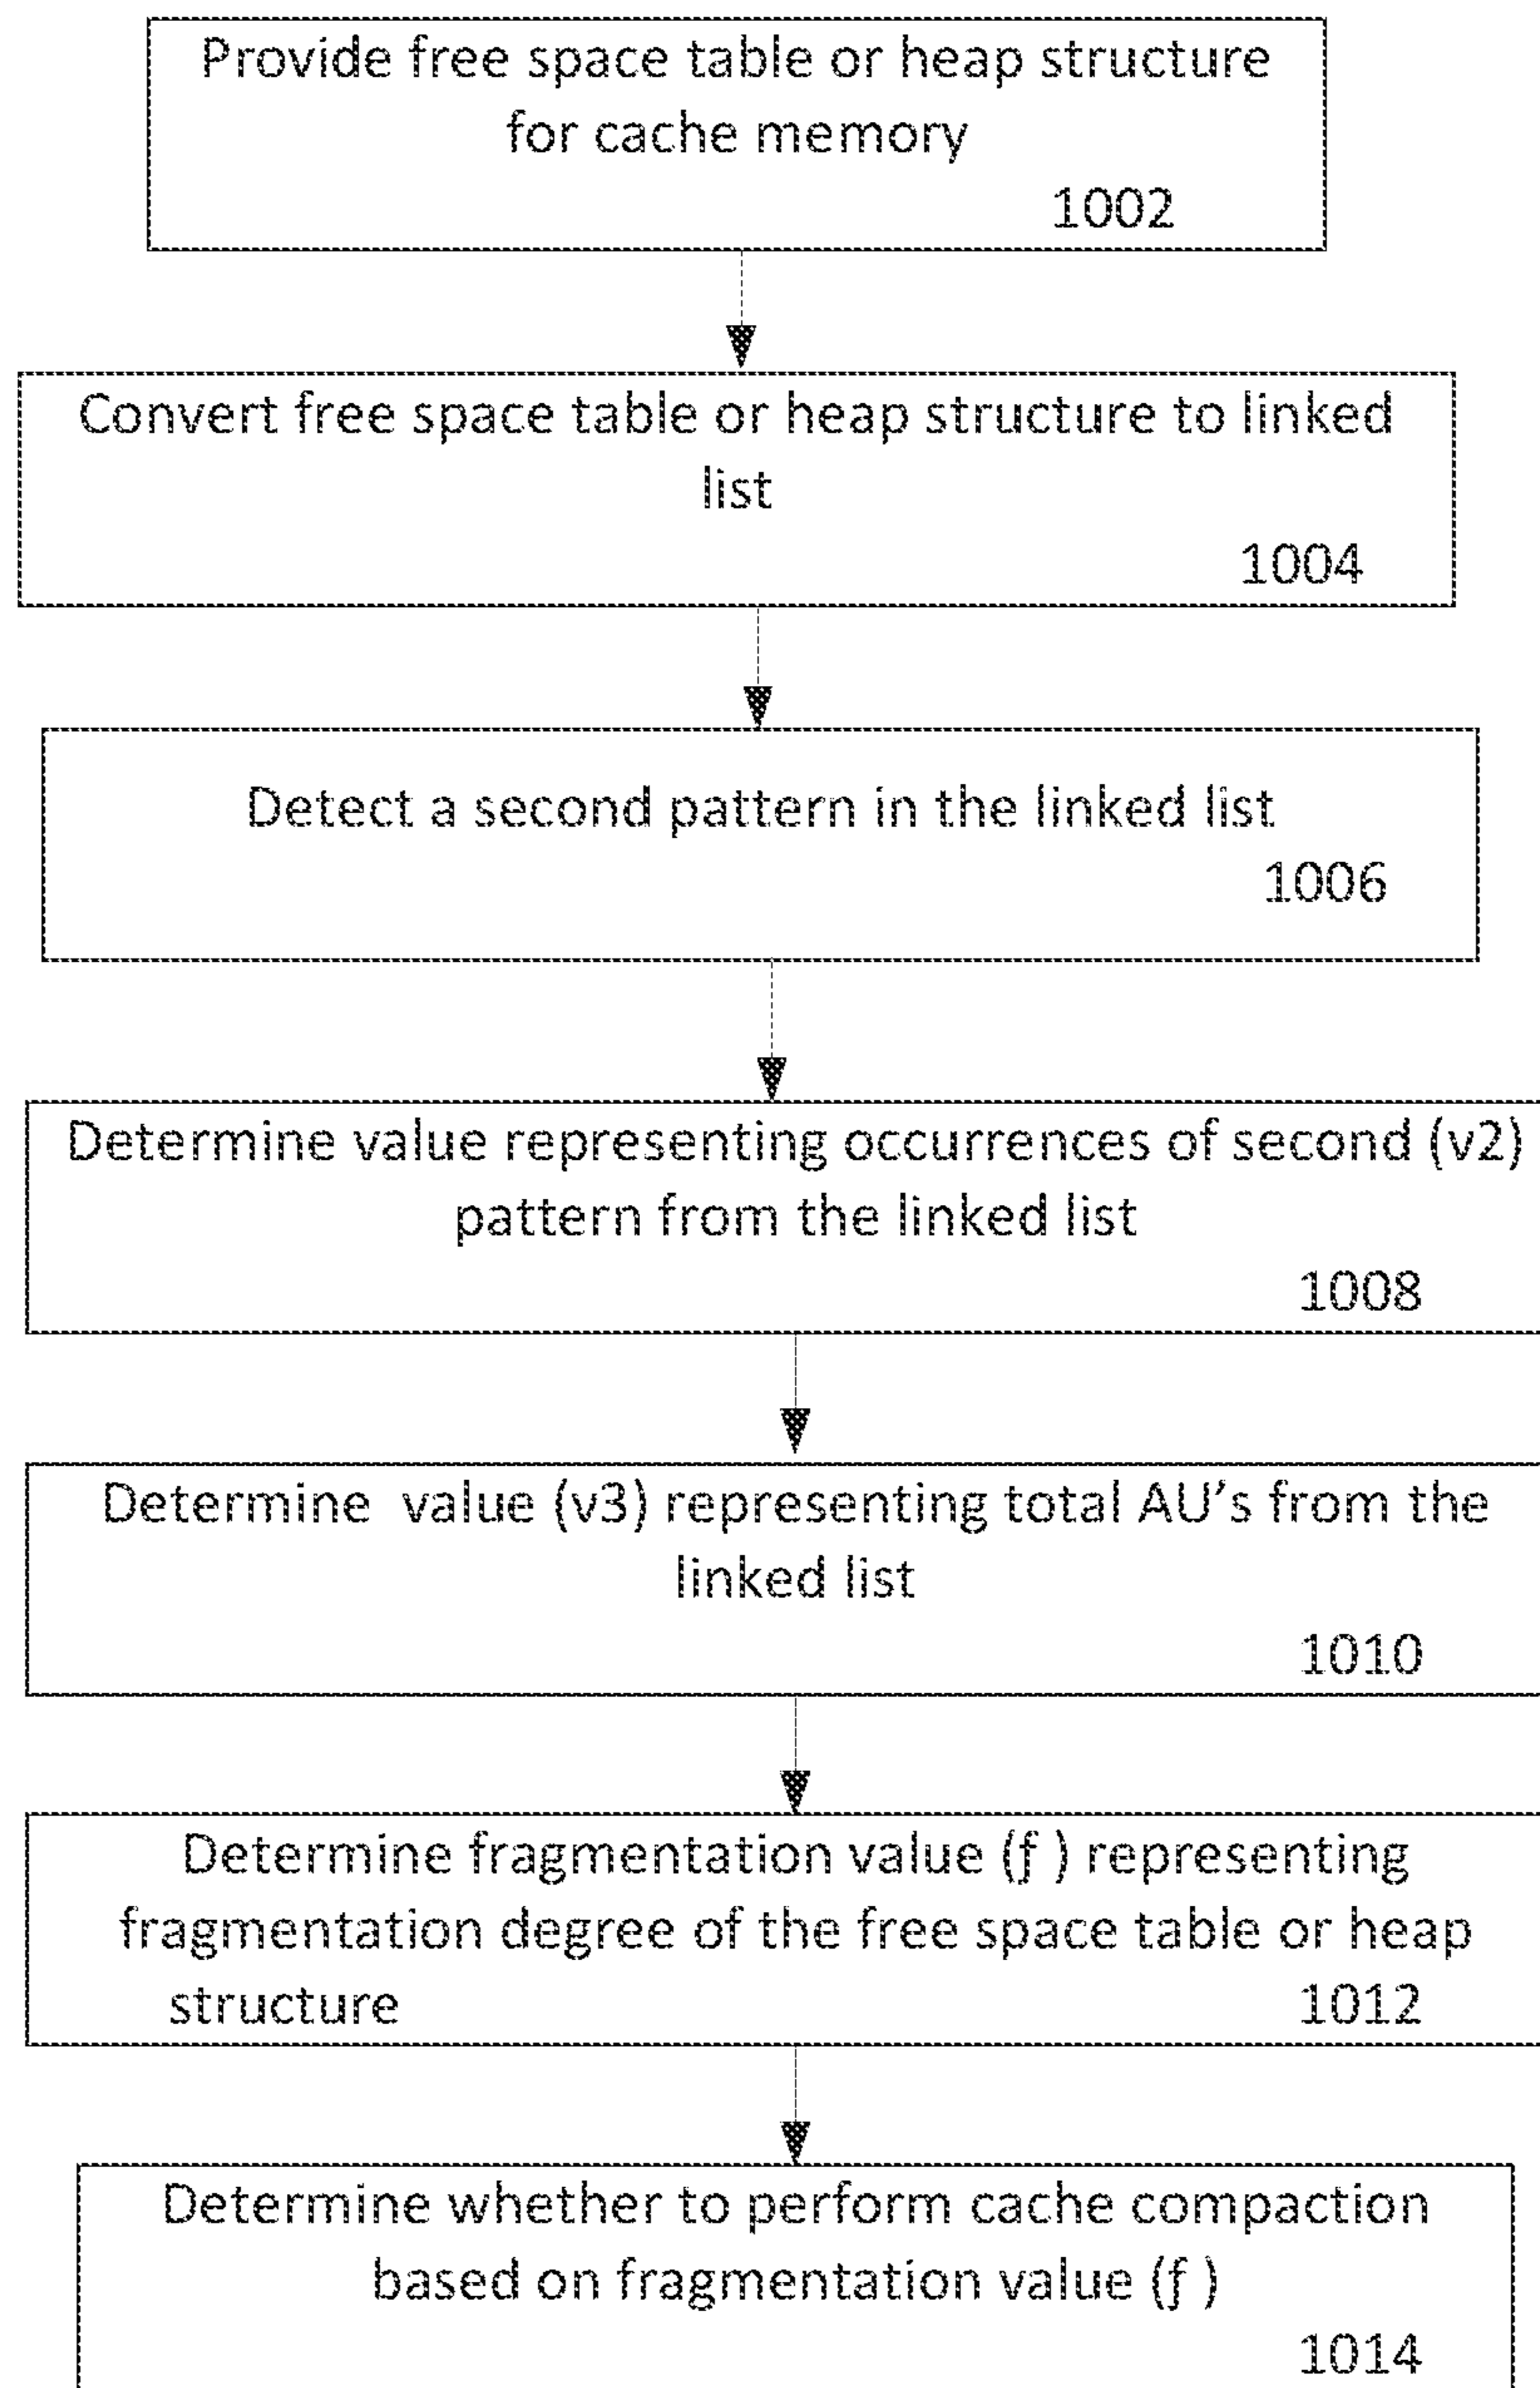 Provide free space table or heap structure
for cache memory
1002
Convert free space table or heap structure to linked
list
1004
Detect a second pattern in the linked list
1006
Determine value representing occurrences of second (v2)
pattern from the linked list
1008
Determine value (v3) representing total AU's from the
linked list
1010
Determine fragmentation value (f ) representing
fragmentation degree of the free space table or heap
structure 1012
Determine whether to perform cache compaction
based on fragmentation value (f )
1014